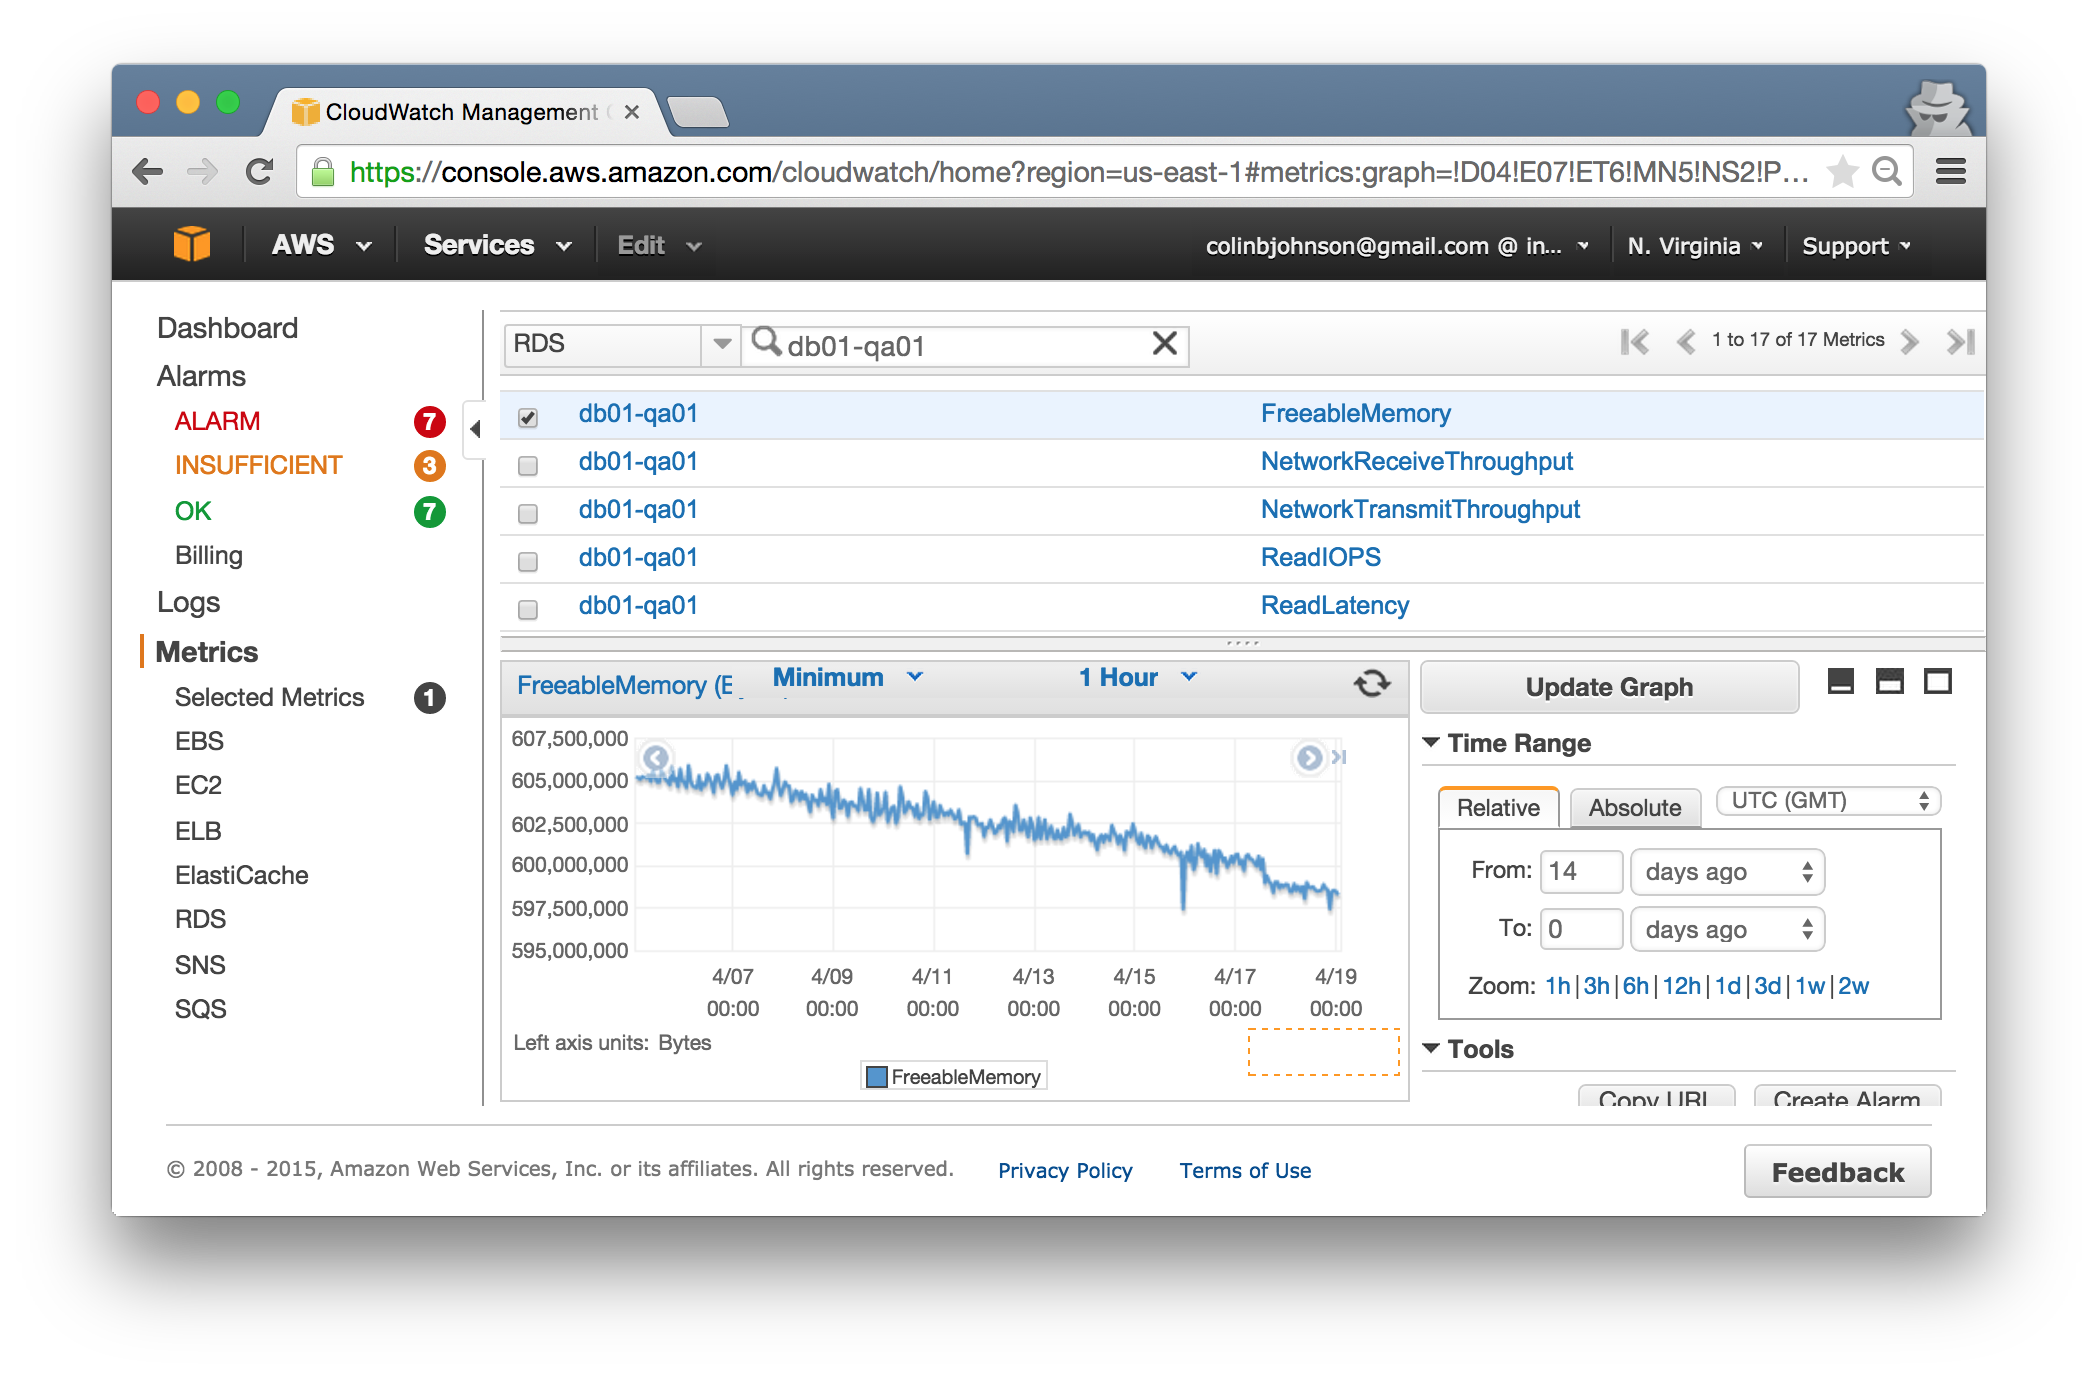 CloudWatch Management
https://console.aws.amazon.com/cloudwatch/home?region=us-east-1#metrics:graph=!D04!E07!ET6!MN5!NS2!P...
AWS Services Edit colinbjohnson@gmail.com @ in... N. Virginia Support
Dashboard
Alarms
ALARM 7
INSUFFICIENT 3
OK 7
Billing
Logs
Metrics
Selected Metrics 1
EBS
EC2
ELB
ElastiCache
RDS
SNS
SQS
RDS db01-qa01 1 to 17 of 17 Metrics
db01-qa01 FreeableMemory
db01-qa01 NetworkReceiveThroughput
db01-qa01 NetworkTransmitThroughput
db01-qa01 ReadIOPS
db01-qa01 ReadLatency
FreeableMemory ( Minimum 1 Hour
607,500,000
605,000,000
602,500,000
600,000,000
597,500,000
595,000,000
4/07 4/09 4/11 4/13 4/15 4/17 4/19
00:00 00:00 00:00 00:00 00:00 00:00 00:00
Left axis units: Bytes
FreeableMemory
Update Graph
Time Range
Relative Absolute UTC (GMT)
From: 14 days ago
To: 0 days ago
Zoom: 1h|3h|6h|12h|1d|3d|1w|2w
Tools
Copy URL Create Alarm
© 2008 - 2015, Amazon Web Services, Inc. or its affiliates. All rights reserved. Privacy Policy Terms of Use
Feedback